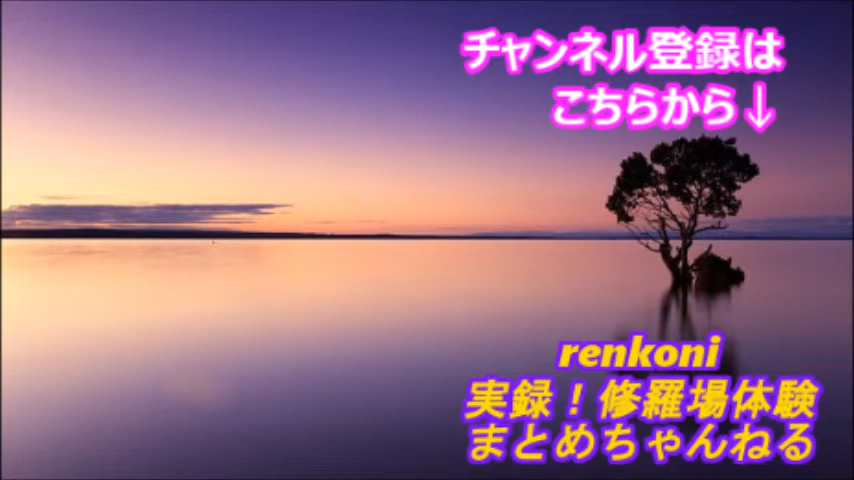 チャンネル登録は
こちらから↓
renkoni
実録！修羅場体験
まとめちゃんねる